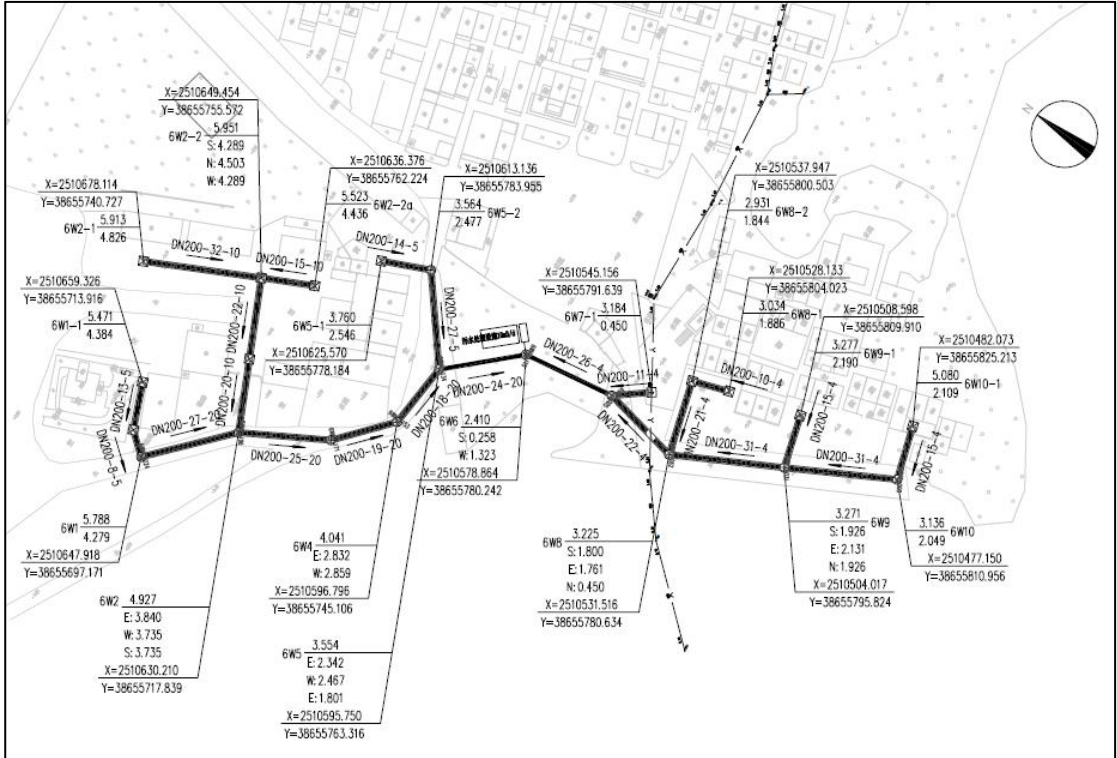 X=2510649.454
Y=38655755.572
6W2-2 5.951
S: 4.289
N: 4.503
W: 4.289
X=2510678.114
Y=38655740.727
6W2-1 5.913
4.826
X=2510636.376
Y=38655762.224
5.523 6W2-2a
4.436
X=2510613.136
Y=38655783.955
3.564 6W5-2
2.477
X=2510537.947
Y=38655800.503
2.931 6W8-2
1.844
N
DN200-32-10
DN200-15-10
DN200-14-5
X=2510659.326
Y=38655713.916
6W1-1 5.471
4.384
DN200-22-10
6W5-1 3.760
2.546
X=2510625.570
Y=38655778.184
DN200-27-5
X=2510545.156
Y=38655791.639
6W7-1 3.184
0.450
X=2510528.133
Y=38655804.023
3.034 6W8-1
1.886
X=2510508.598
Y=38655809.910
3.277 6W9-1
2.190
X=2510482.073
Y=38655825.213
5.080 6W10-1
2.109
DN200-13-5
DN200-8-5
DN200-27-20
DN200-20-10
DN200-25-20
DN200-19-20
DN200-18-20
DN200-24-20
DN200-26-4
DN200-11-4
DN200-22-4
DN200-21-4
DN200-10-4
DN200-15-4
DN200-31-4
DN200-31-4
DN200-15-4
6W6 2.410
S: 0.258
W: 1.323
X=2510578.864
Y=38655780.242
6W1 5.788
4.279
X=2510647.918
Y=38655697.171
6W4 4.041
E: 2.832
W: 2.859
X=2510596.796
Y=38655745.106
6W8 3.225
S: 1.800
E: 1.761
N: 0.450
X=2510531.516
Y=38655780.634
3.271 6W9
S: 1.926
E: 2.131
N: 1.926
X=2510504.017
Y=38655795.824
3.136 6W10
2.049
X=2510477.150
Y=38655810.956
6W2 4.927
E: 3.840
W: 3.735
S: 3.735
X=2510630.210
Y=38655717.839
6W5 3.554
E: 2.342
W: 2.467
E: 1.801
X=2510595.750
Y=38655763.316